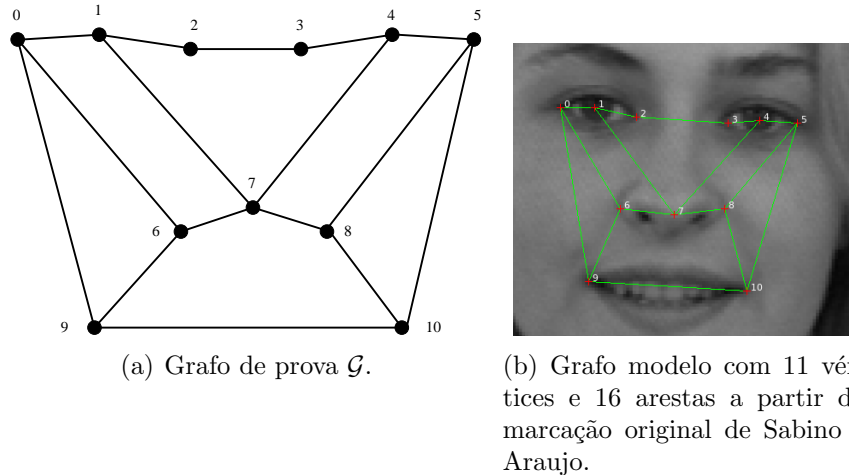 0 1 2 3 4 5
7
6 8
9 10
(a) Grafo de prova G.
0 1 2 3 4 5
6 7 8
9 10
(b) Grafo modelo com 11 vér
tices e 16 arestas a partir d
marcação original de Sabino
Araujo.